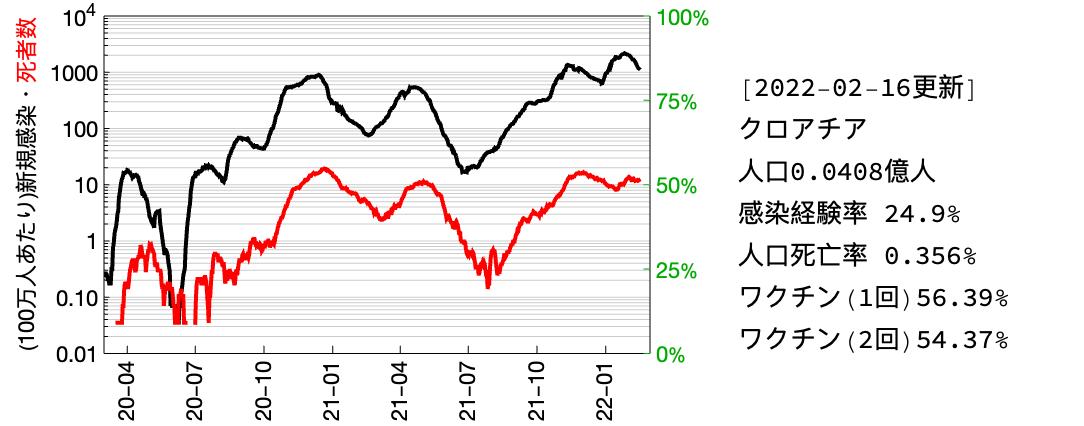 (100万人あたり)新規感染・死者数
10^4
1000
100
10
1
0.10
0.01
100%
75%
50%
25%
0%
20-04
20-07
20-10
21-01
21-04
21-07
21-10
22-01
[2022-02-16更新]
クロアチア
人口0.0408億人
感染経験率 24.9%
人口死亡率 0.356%
ワクチン(1回)56.39%
ワクチン(2回)54.37%